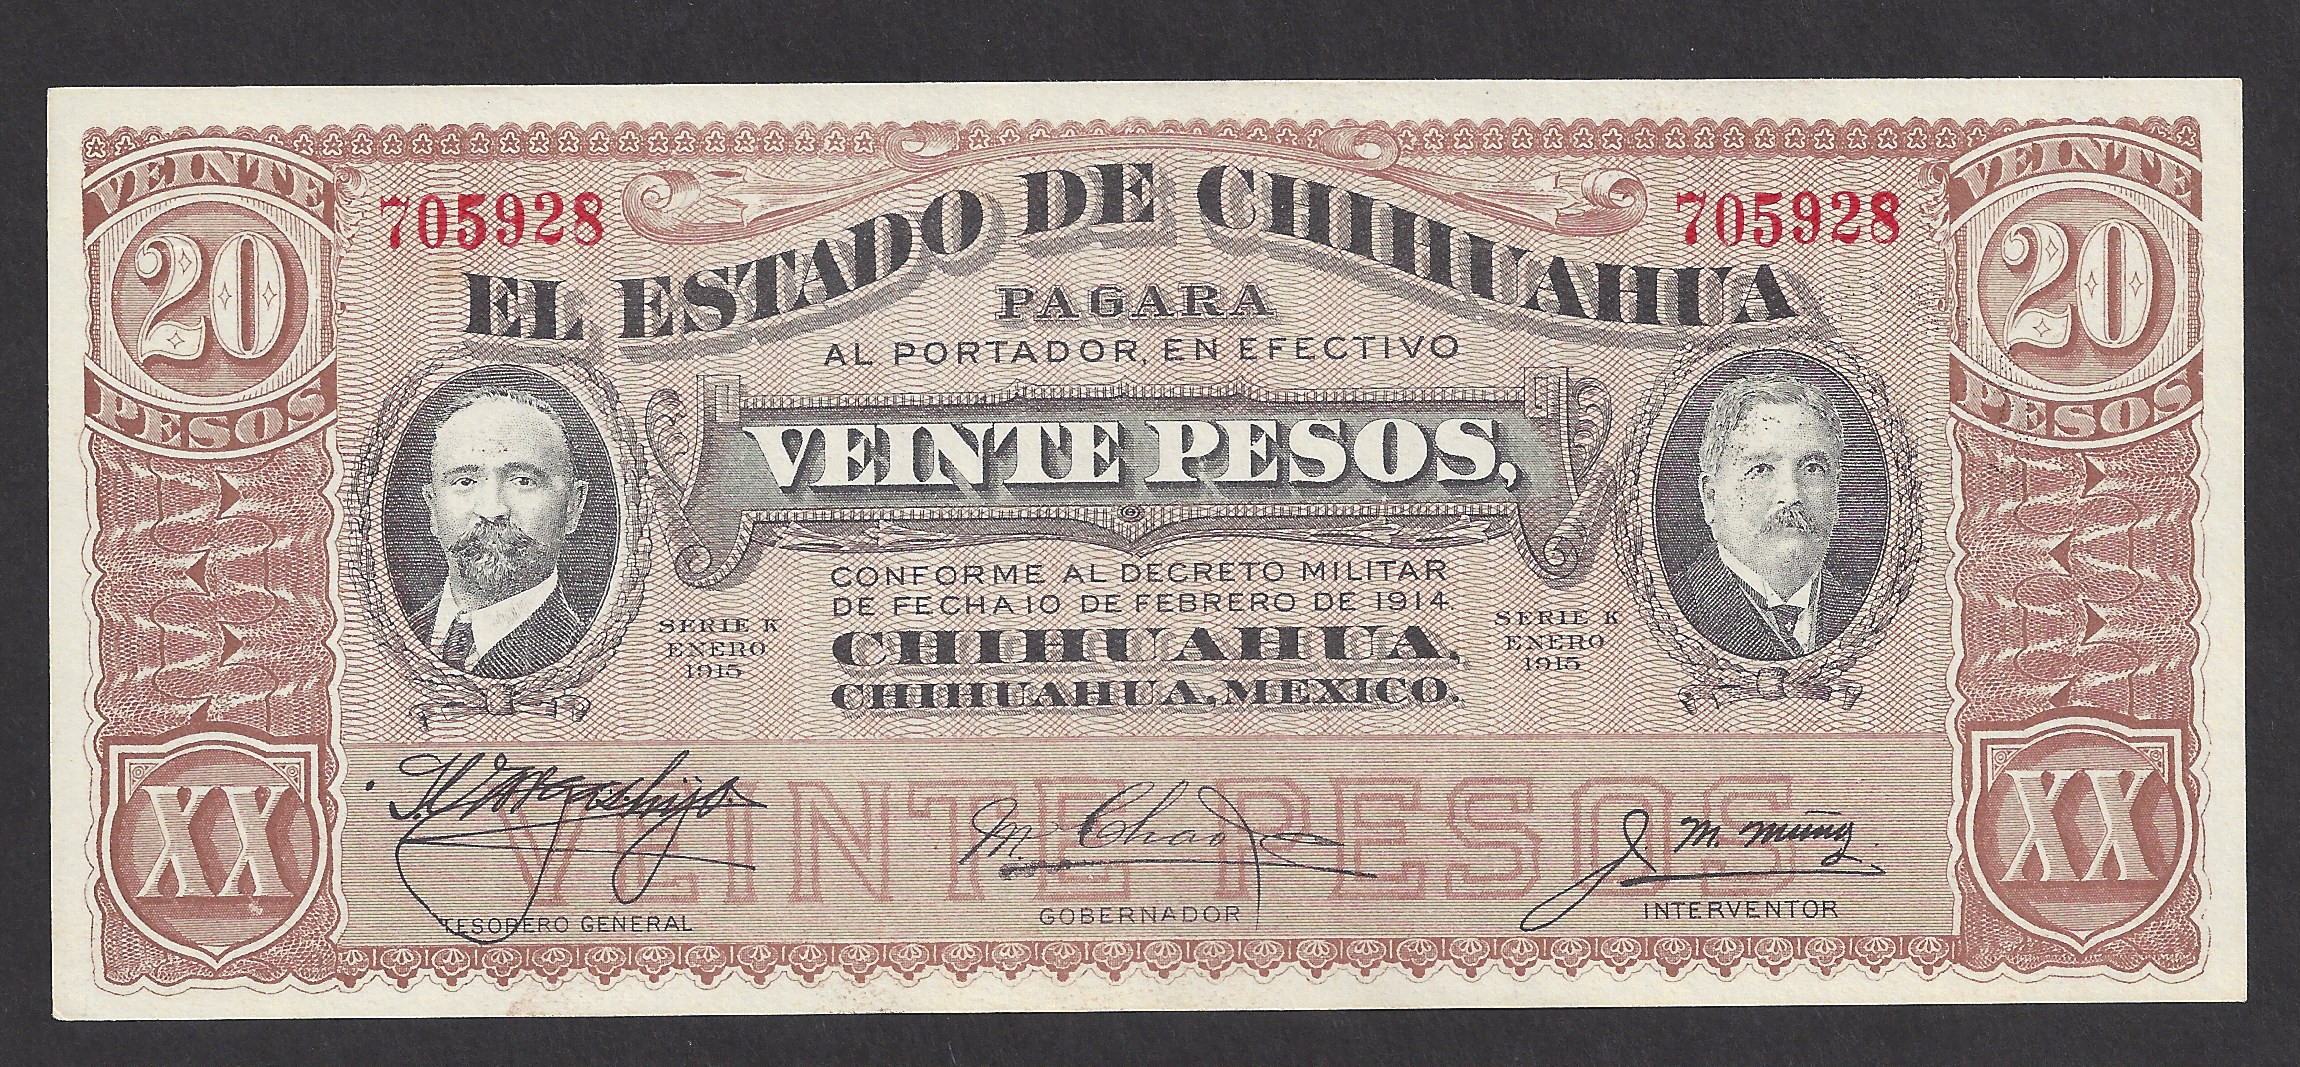 VEINTE
20
PESOS
705928
EL ESTADO DE CHIHUAHUA
705928
VEINTE
20
PESOS
PAGARA
AL PORTADOR, EN EFECTIVO
VEINTE PESOS,
CONFORME AL DECRETO MILITAR
DE FECHA 10 DE FEBRERO DE 1914.
CHIHUAHUA,
CHIHUAHUA, MEXICO.
SERIE K
ENERO
1915
SERIE K
ENERO
1915
VEINTE PESOS
XX
XX
M. Chao
TESORERO GENERAL
GOBERNADOR
INTERVENTOR